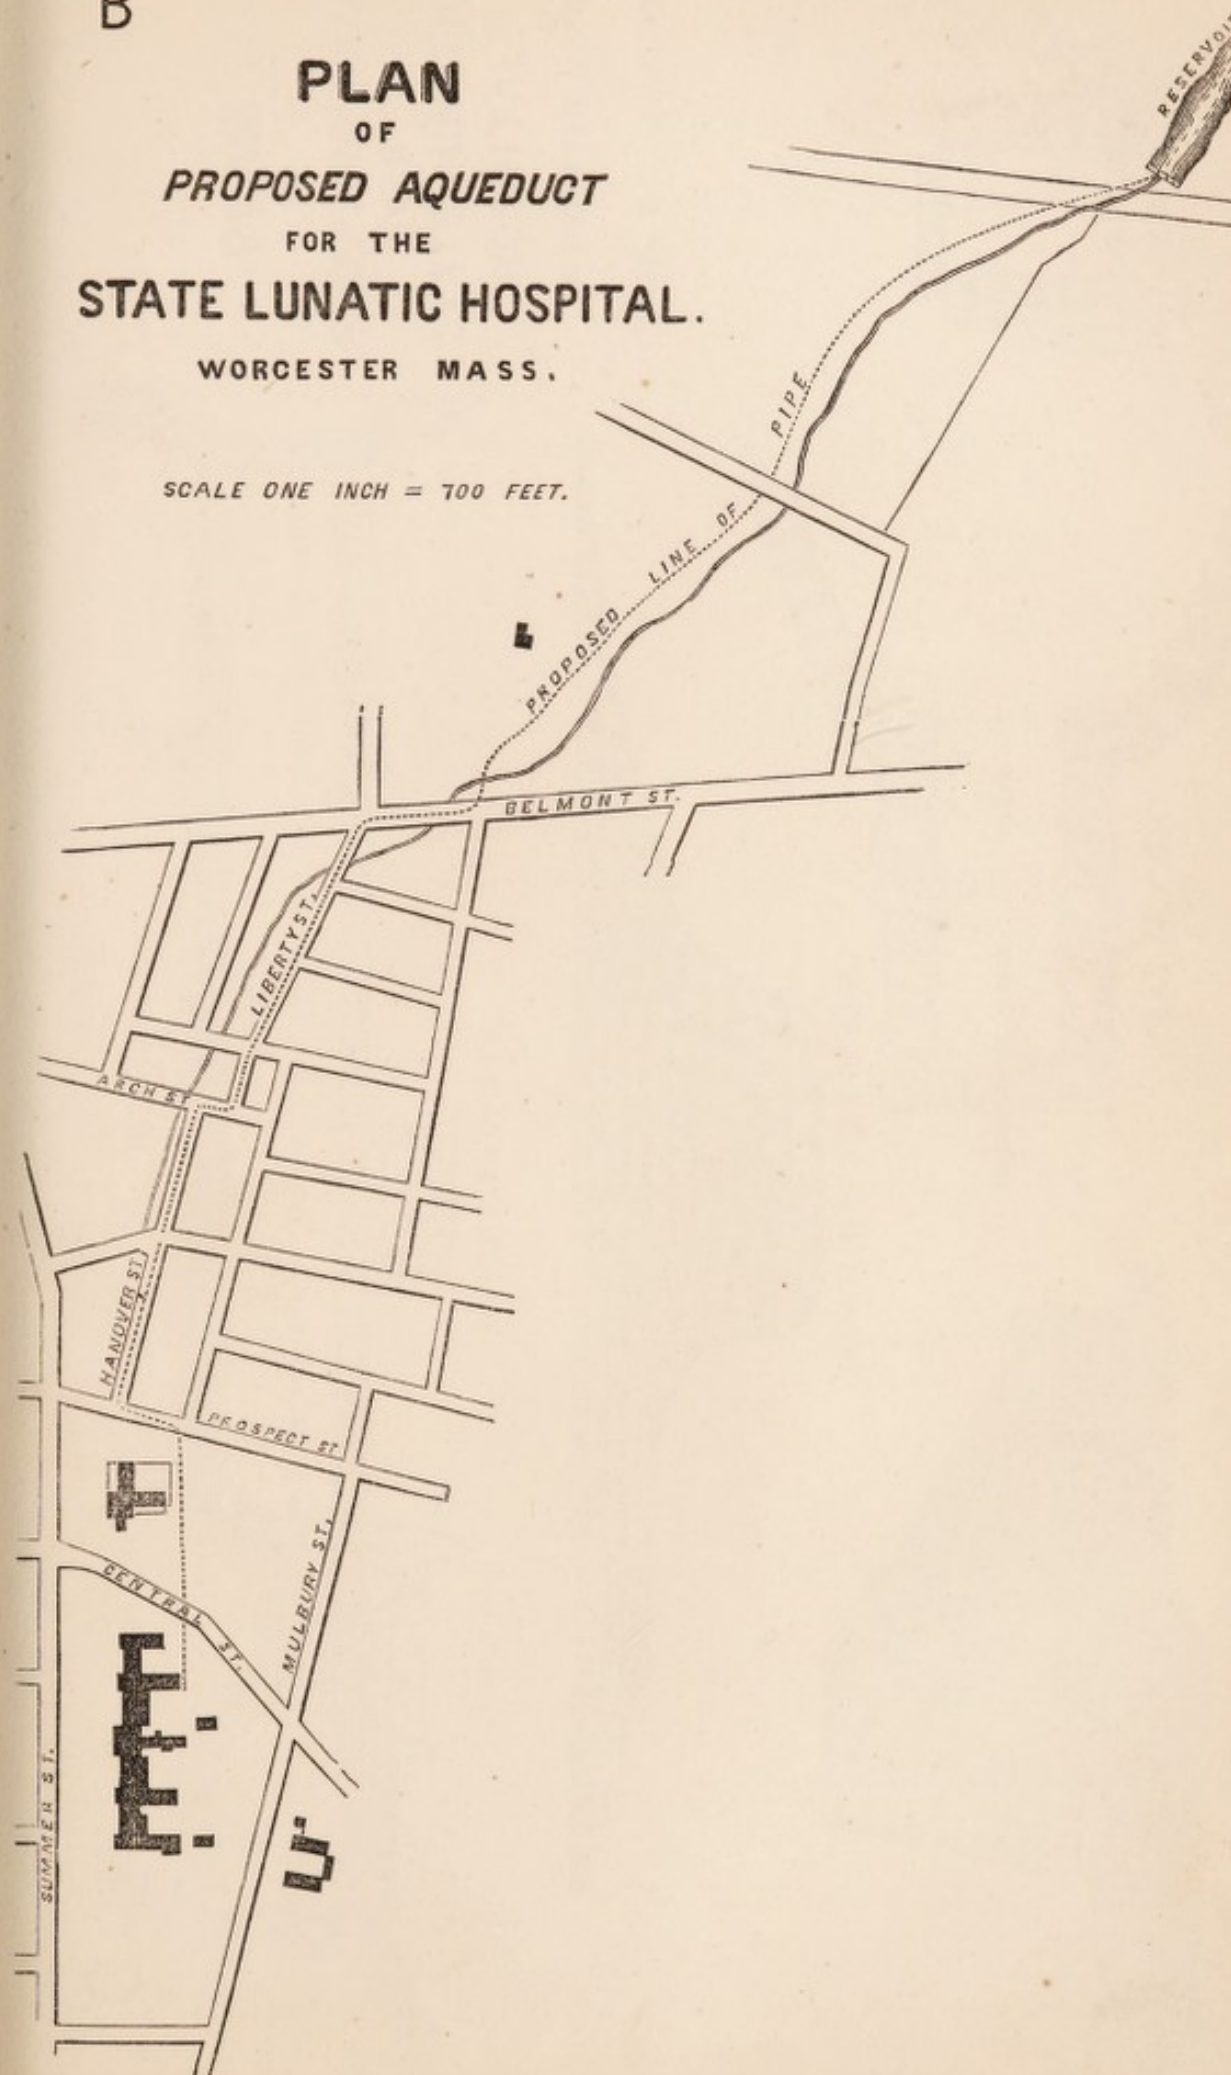 B
PLAN
OF
PROPOSED AQUEDUCT
FOR THE
STATE LUNATIC HOSPITAL.
WORCESTER MASS.
SCALE ONE INCH = 700 FEET.
PROPOSED LINE OF PIPE
BELMONT ST.
LIBERTY ST.
ARCH ST
HANOVER ST
PROSPECT ST
CENTRAL ST.
MULBURY ST.
SUMMER ST.